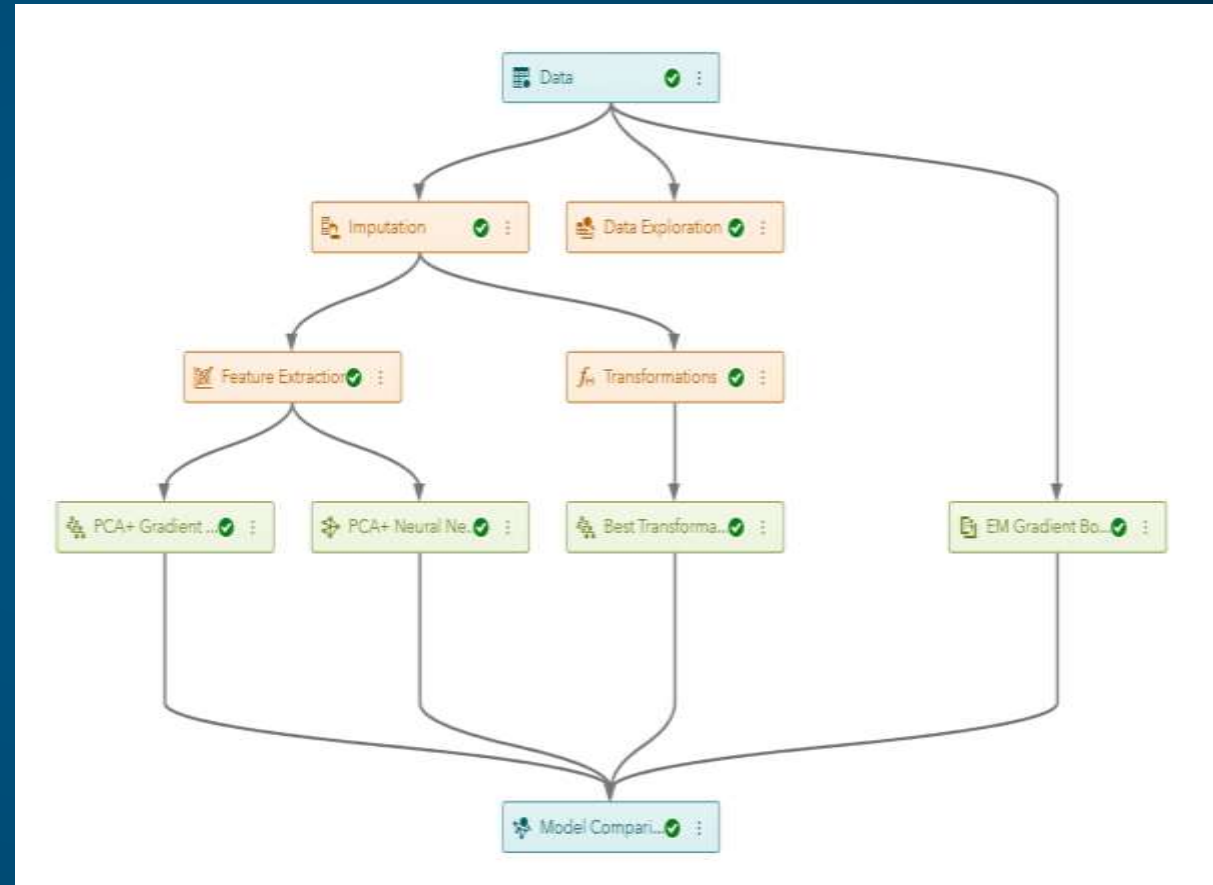 Data
Imputation
Data Exploration
Feature Extraction
Transformations
PCA+ Gradient ...
PCA+ Neural Ne...
Best Transforma...
EM Gradient Bo...
Model Compari...